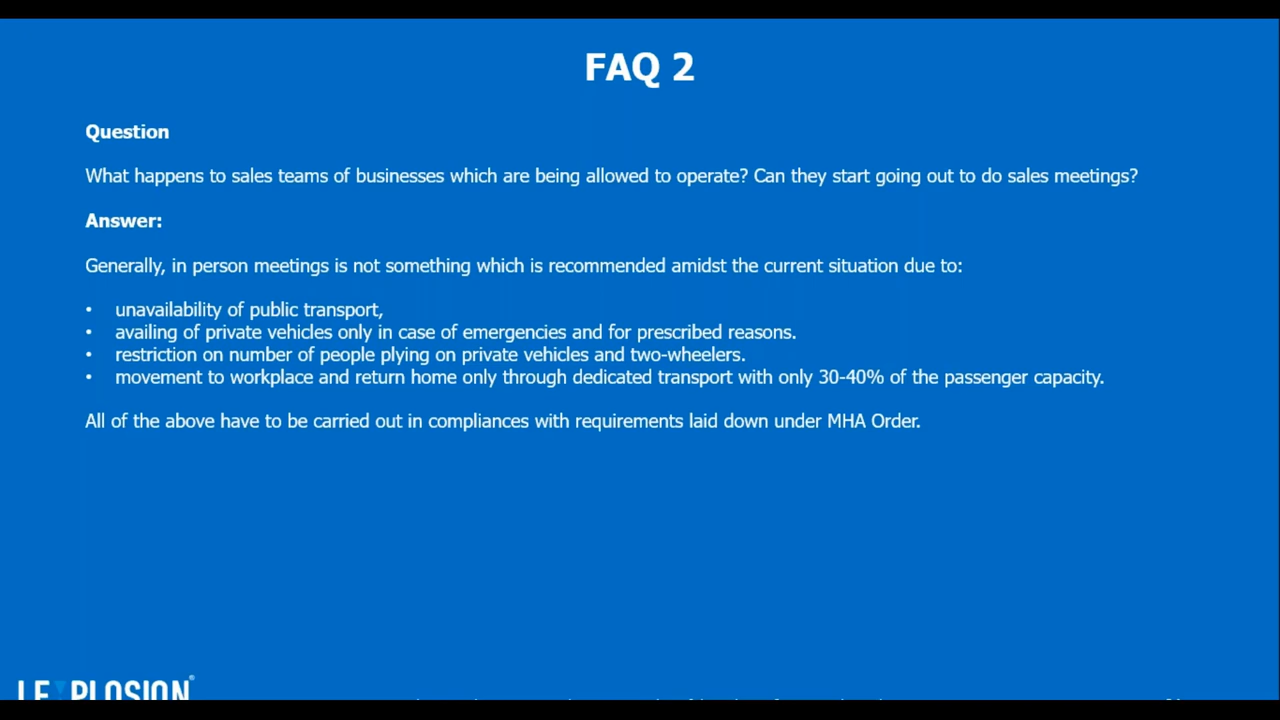 FAQ 2
Question
What happens to sales teams of businesses which are being allowed to operate? Can they start going out to do sales meetings?
Answer:
Generally, in person meetings is not something which is recommended amidst the current situation due to:
• unavailability of public transport,
• availing of private vehicles only in case of emergencies and for prescribed reasons.
• restriction on number of people plying on private vehicles and two-wheelers.
• movement to workplace and return home only through dedicated transport with only 30-40% of the passenger capacity.
All of the above have to be carried out in compliances with requirements laid down under MHA Order.
LEXPLOSION